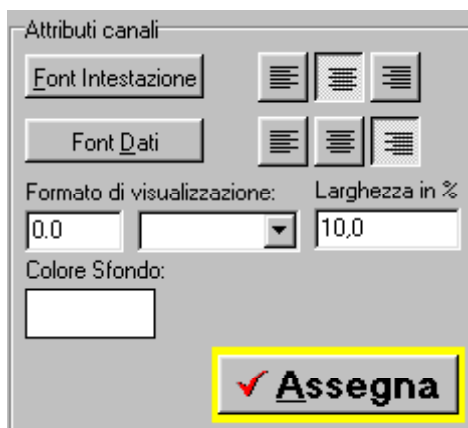 Attributi canali
Font Intestazione
Font Dati
Formato di visualizzazione: Larghezza in %
0.0 10,0
Colore Sfondo:
Assegna